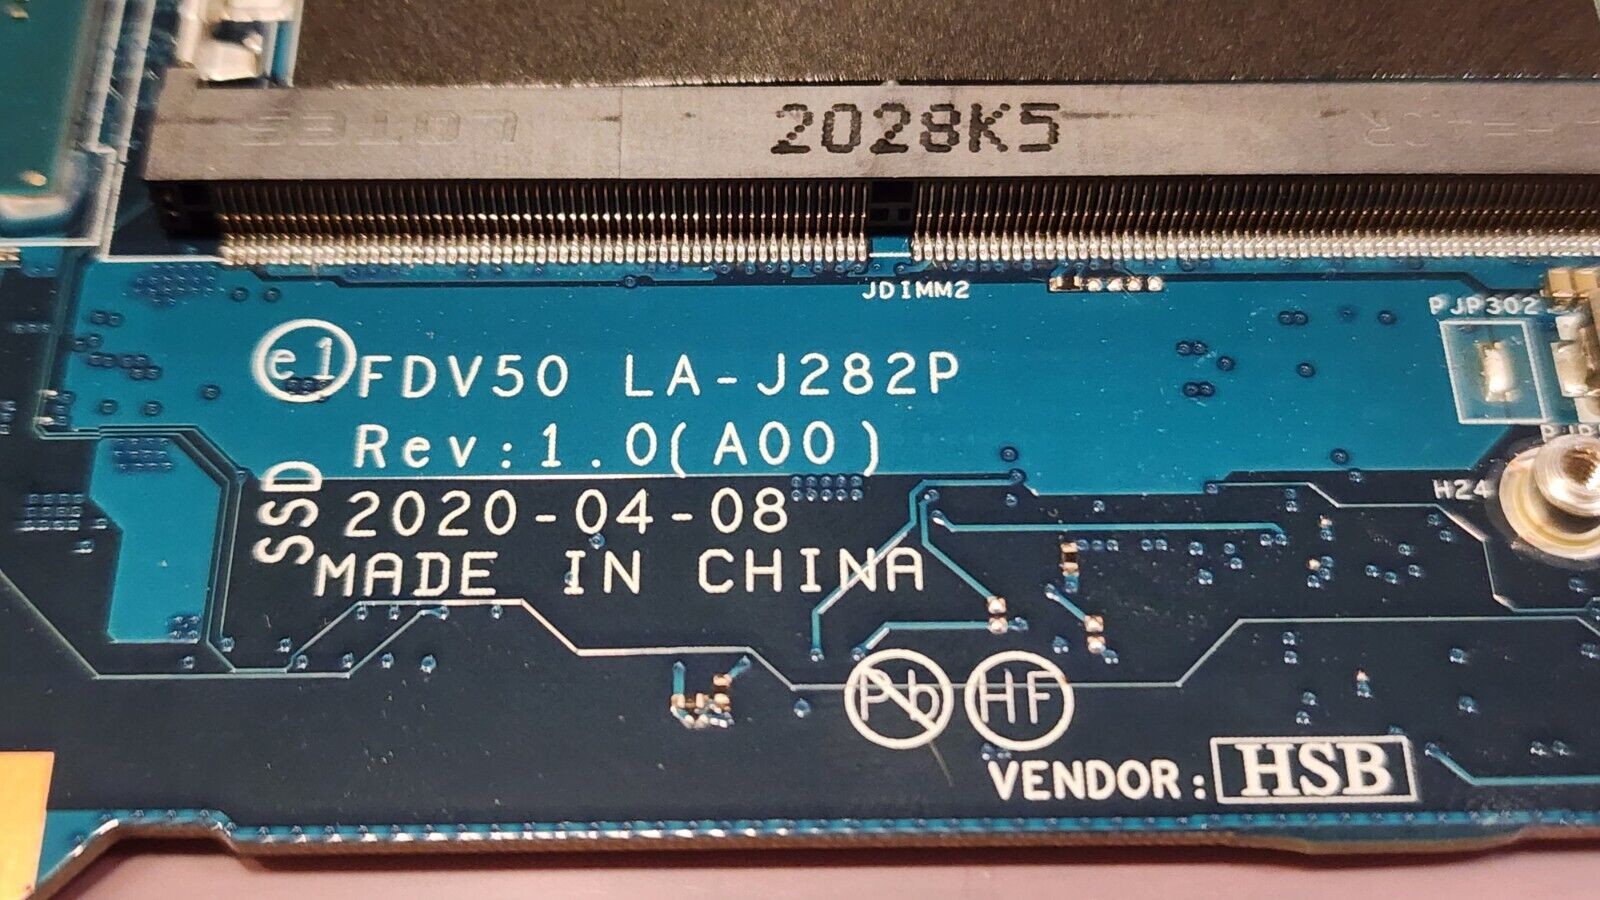 LOTES
2028K5
JDIMM2
PJP302
e1 FDV50 LA-J282P
Rev:1.0(A00)
SSD
2020-04-08
H24
MADE IN CHINA
Pb HF
VENDOR: HSB